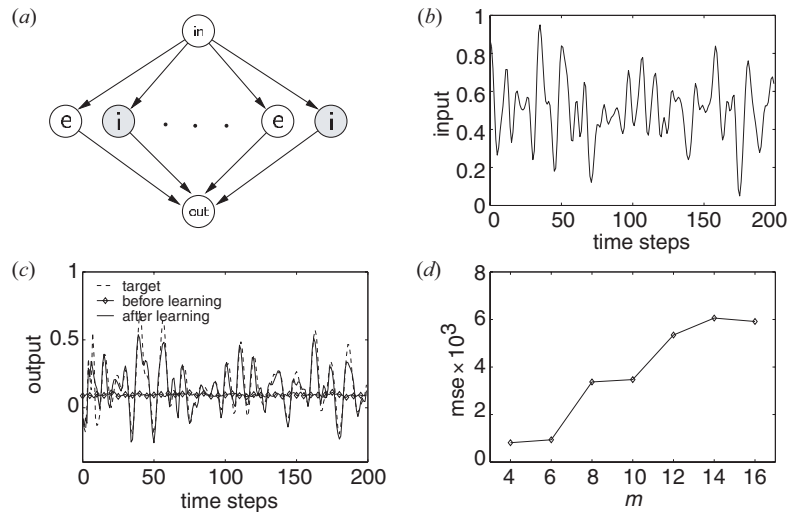 (a)
in
e
i
. . .
e
i
out
(b)
1
0.8
0.6
0.4
0.2
0
input
0
50
100
150
200
time steps
(c)
1
0.5
0
output
target
before learning
after learning
0
50
100
150
200
time steps
(d)
8
6
4
2
0
mse × 10³
4
6
8
10
12
14
16
m